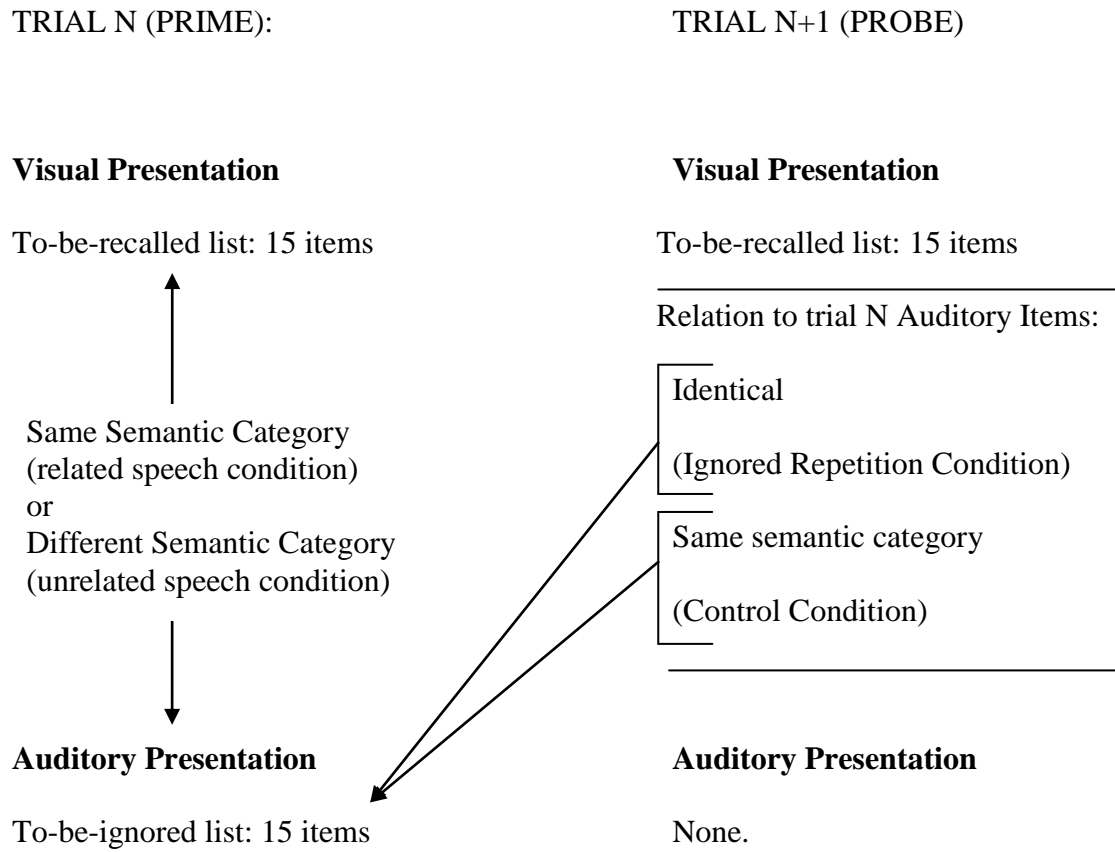 TRIAL N (PRIME):
TRIAL N+1 (PROBE)
Visual Presentation
To-be-recalled list: 15 items
Same Semantic Category
(related speech condition)
or
Different Semantic Category
(unrelated speech condition)
Auditory Presentation
To-be-ignored list: 15 items
Visual Presentation
To-be-recalled list: 15 items
Relation to trial N Auditory Items:
Identical
(Ignored Repetition Condition)
Same semantic category
(Control Condition)
Auditory Presentation
None.